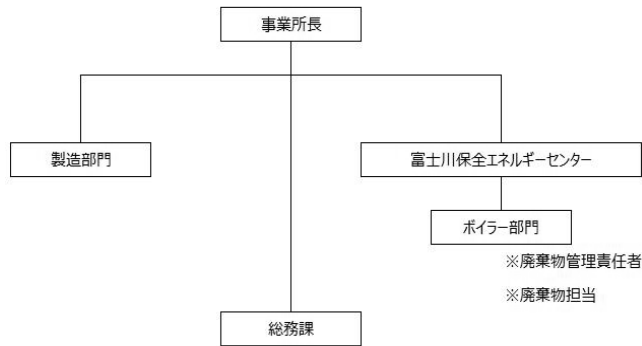 事業所長
製造部門
富士川保全エネルギーセンター
ボイラー部門
※廃棄物管理責任者
※廃棄物担当
総務課